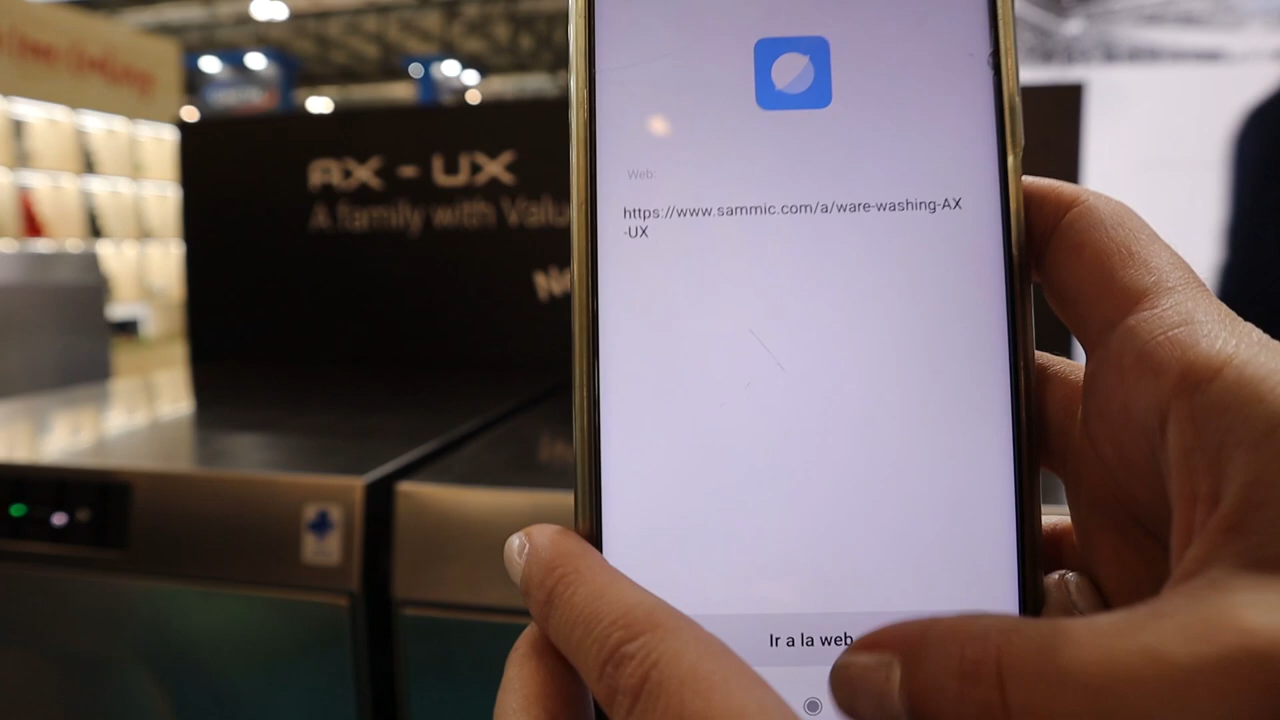 AX - UX
A family with Valu
Web:
https://www.sammic.com/a/ware-washing-AX
-UX
Ir a la web